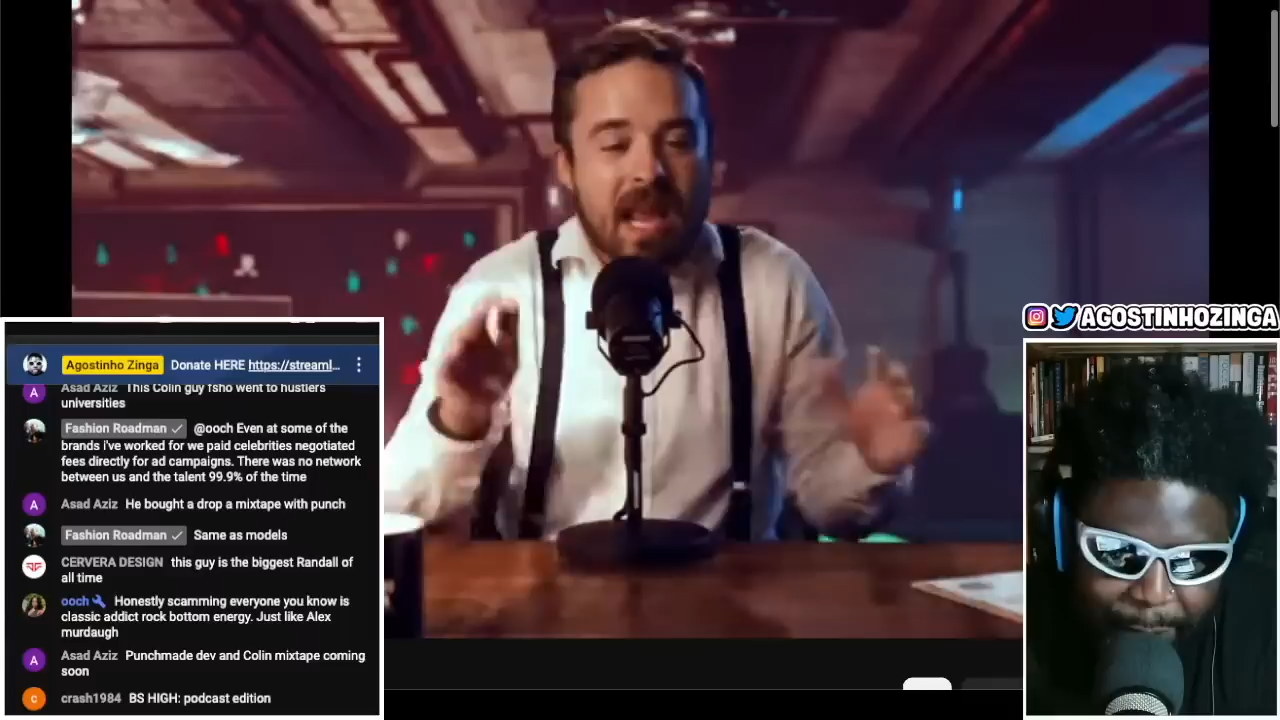 AGOSTINHOZINGA
Agostinho Zinga Donate HERE https://streaml...
Asad Aziz This Colin guy fsho went to hustlers
universities
Fashion Roadman @ooch Even at some of the
brands i've worked for we paid celebrities negotiated
fees directly for ad campaigns. There was no network
between us and the talent 99.9% of the time
A Asad Aziz He bought a drop a mixtape with punch
Fashion Roadman Same as models
CERVERA DESIGN this guy is the biggest Randall of
all time
ooch Honestly scamming everyone you know is
classic addict rock bottom energy. Just like Alex
murdaugh
A Asad Aziz Punchmade dev and Colin mixtape coming
soon
c crash1984 BS HIGH: podcast edition